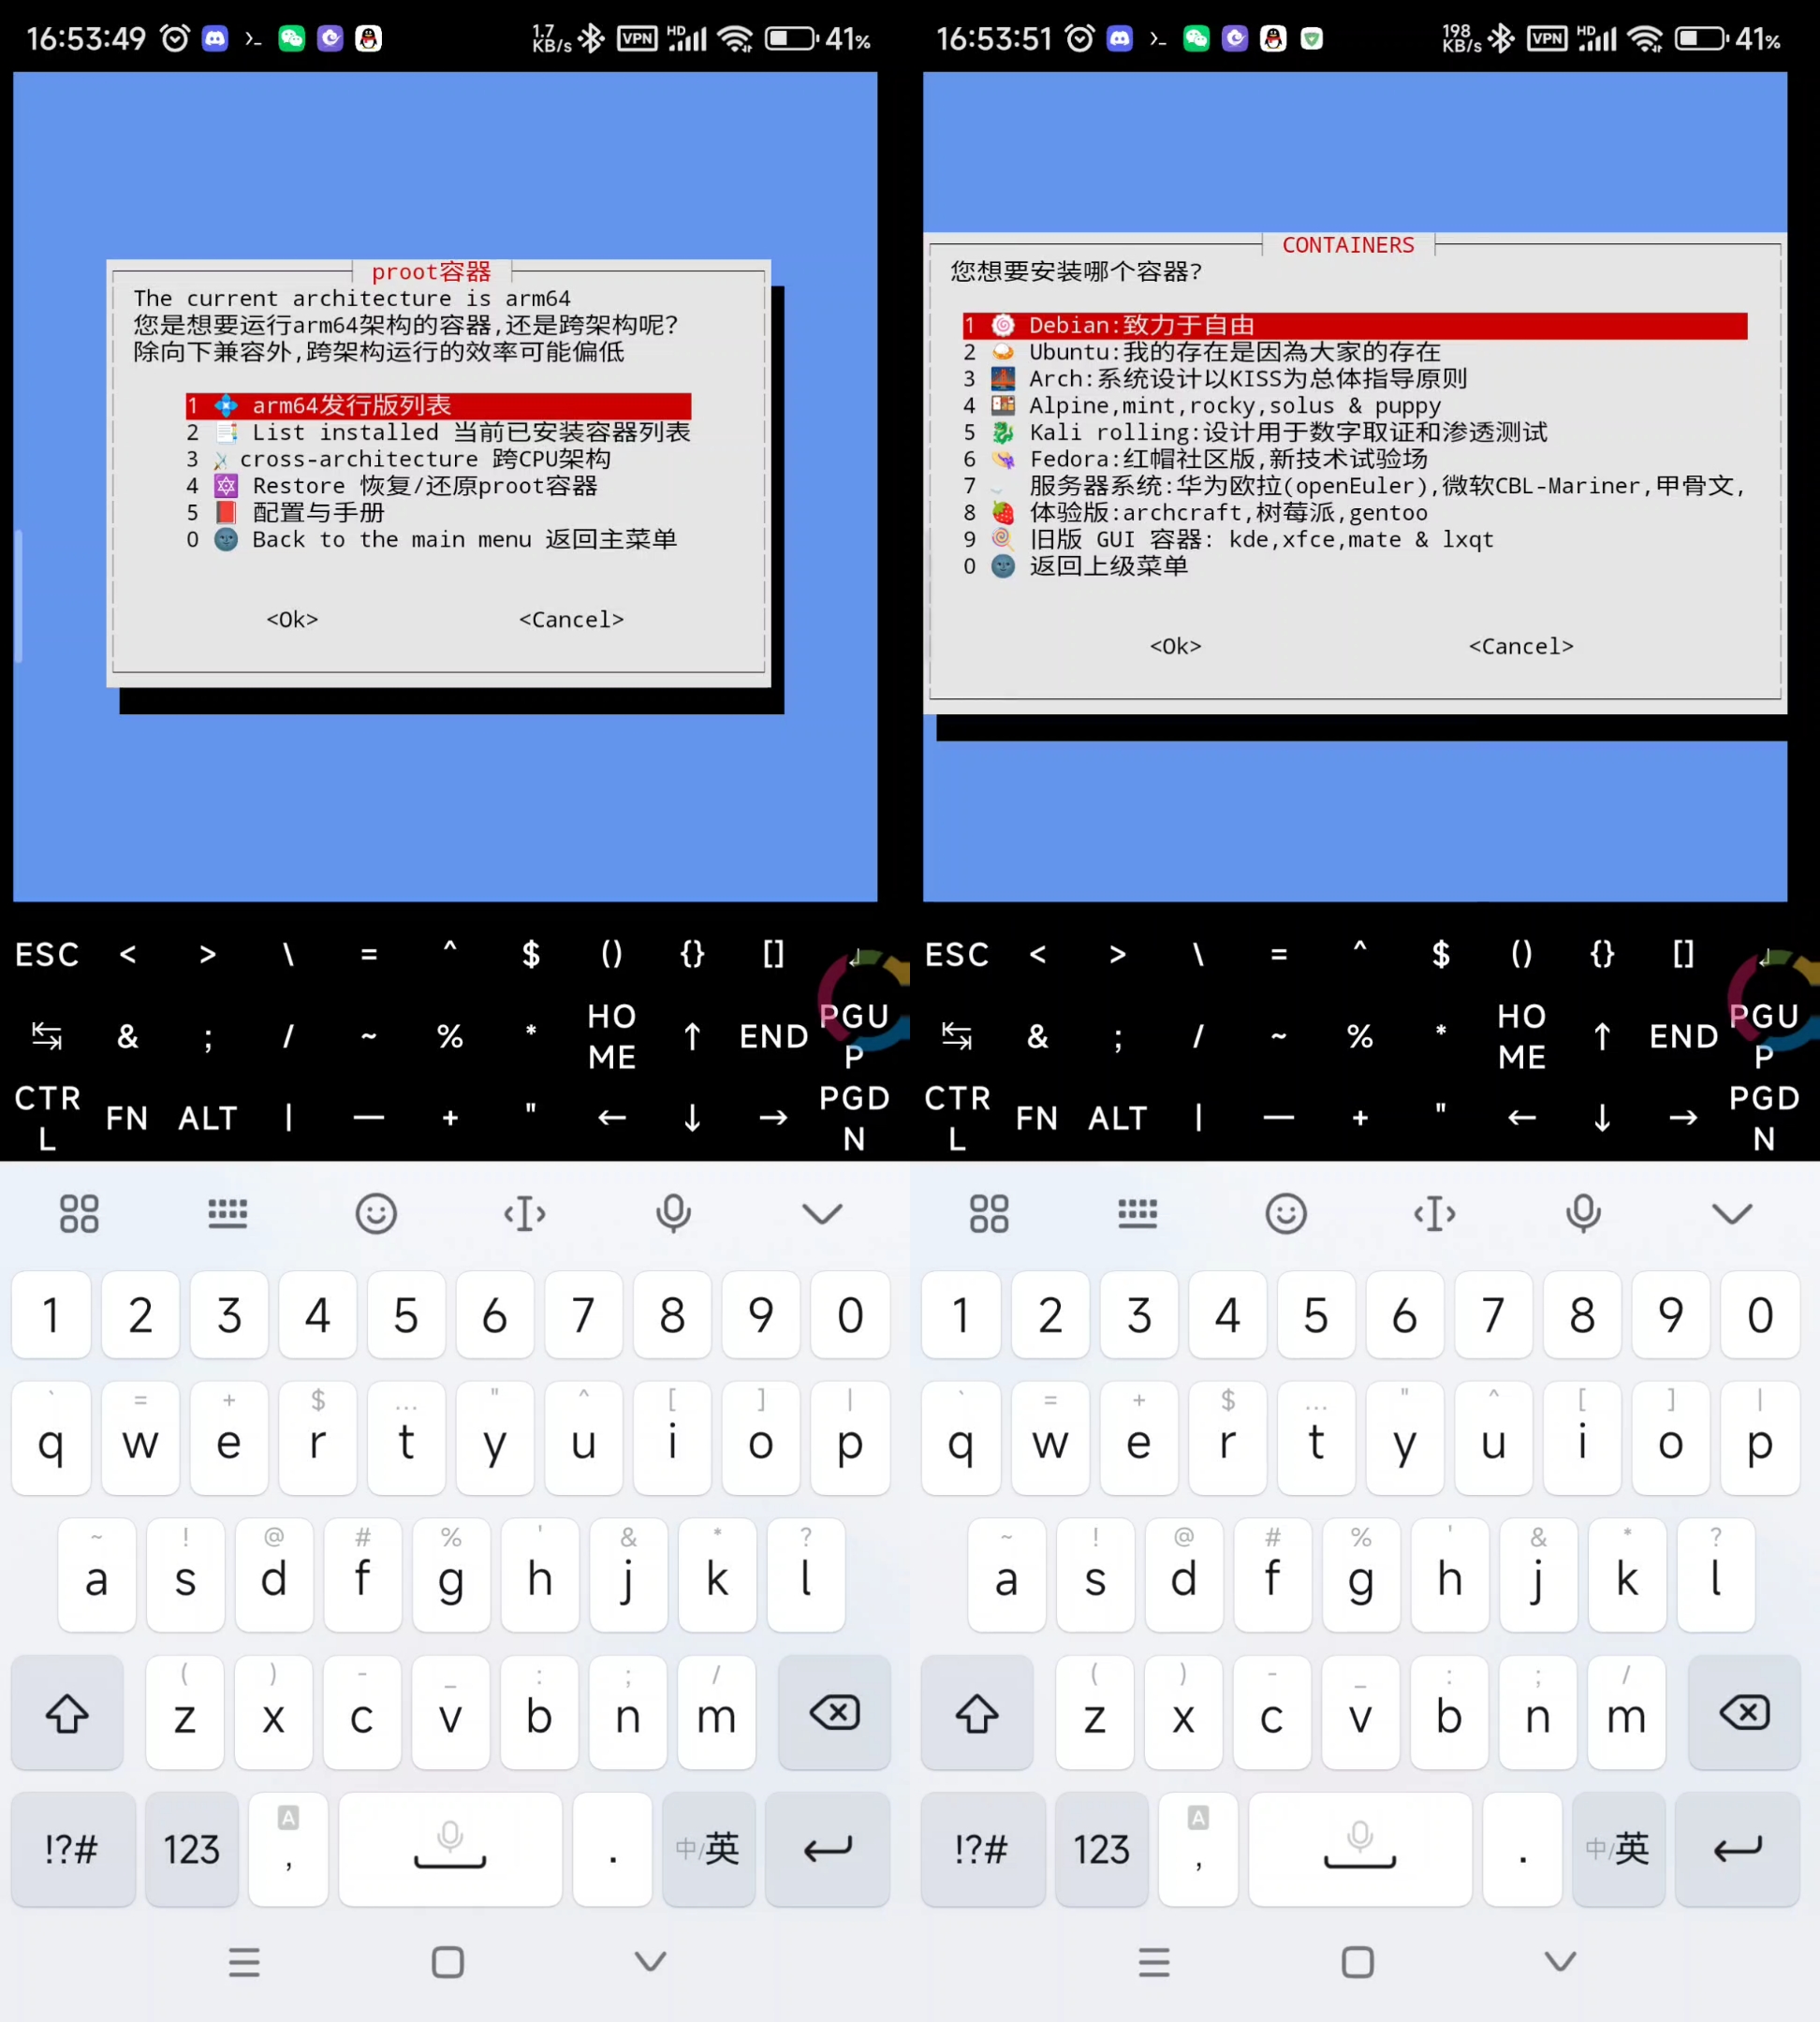 16:53:49
1.7 KB/s
VPN
HD
41%
proot容器
The current architecture is arm64
您是想要运行arm64架构的容器,还是跨架构呢?
除向下兼容外,跨架构运行的效率可能偏低
1 💠 arm64发行版列表
2 📑 List installed 当前已安装容器列表
3 ⚔ cross-architecture 跨CPU架构
4 🔯 Restore 恢复/还原proot容器
5 📕 配置与手册
0 🌚 Back to the main menu 返回主菜单
<Ok> <Cancel>
ESC < > \ = ^ $ () {} [] ↲
↹ & ; / ~ % * HOME ↑ END PGUP
CTRL FN ALT | — + " ← ↓ → PGDN
1 2 3 4 5 6 7 8 9 0
` = + $ ... " ^ [ ] |
q w e r t y u i o p
~ ! @ # % ' & * ?
a s d f g h j k l
( ) - _ : ; /
z x c v b n m
!?# 123 A , . 中/英
16:53:51
198 KB/s
VPN
HD
41%
CONTAINERS
您想要安装哪个容器?
1 🍥 Debian:致力于自由
2 🍛 Ubuntu:我的存在是因為大家的存在
3 🌉 Arch:系统设计以KISS为总体指导原则
4 🍱 Alpine,mint,rocky,solus & puppy
5 🐉 Kali rolling:设计用于数字取证和渗透测试
6 👒 Fedora:红帽社区版,新技术试验场
7 服务器系统:华为欧拉(openEuler),微软CBL-Mariner,甲骨文,
8 🍓 体验版:archcraft,树莓派,gentoo
9 🍭 旧版 GUI 容器: kde,xfce,mate & lxqt
0 🌚 返回上级菜单
<Ok> <Cancel>
ESC < > \ = ^ $ () {} [] ↲
↹ & ; / ~ % * HOME ↑ END PGUP
CTRL FN ALT | — + " ← ↓ → PGDN
1 2 3 4 5 6 7 8 9 0
` = + $ ... " ^ [ ] |
q w e r t y u i o p
~ ! @ # % ' & * ?
a s d f g h j k l
( ) - _ : ; /
z x c v b n m
!?# 123 A , . 中/英